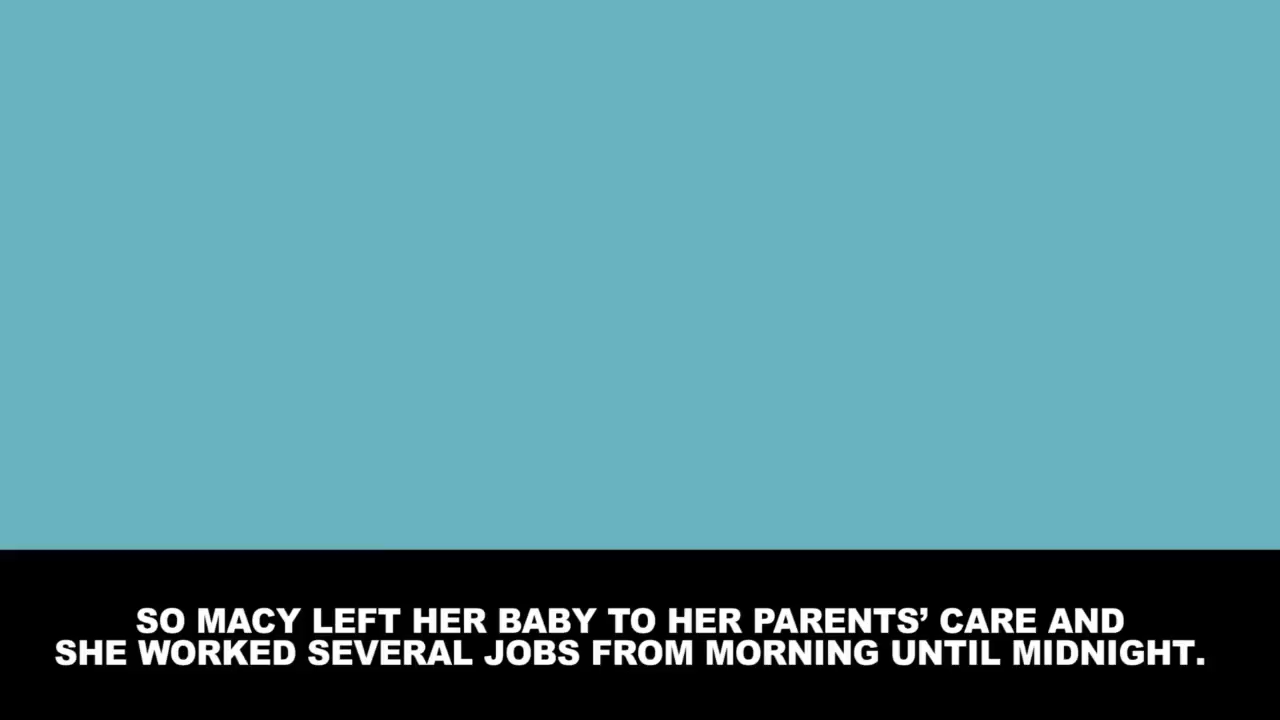 SO MACY LEFT HER BABY TO HER PARENTS’ CARE AND
SHE WORKED SEVERAL JOBS FROM MORNING UNTIL MIDNIGHT.